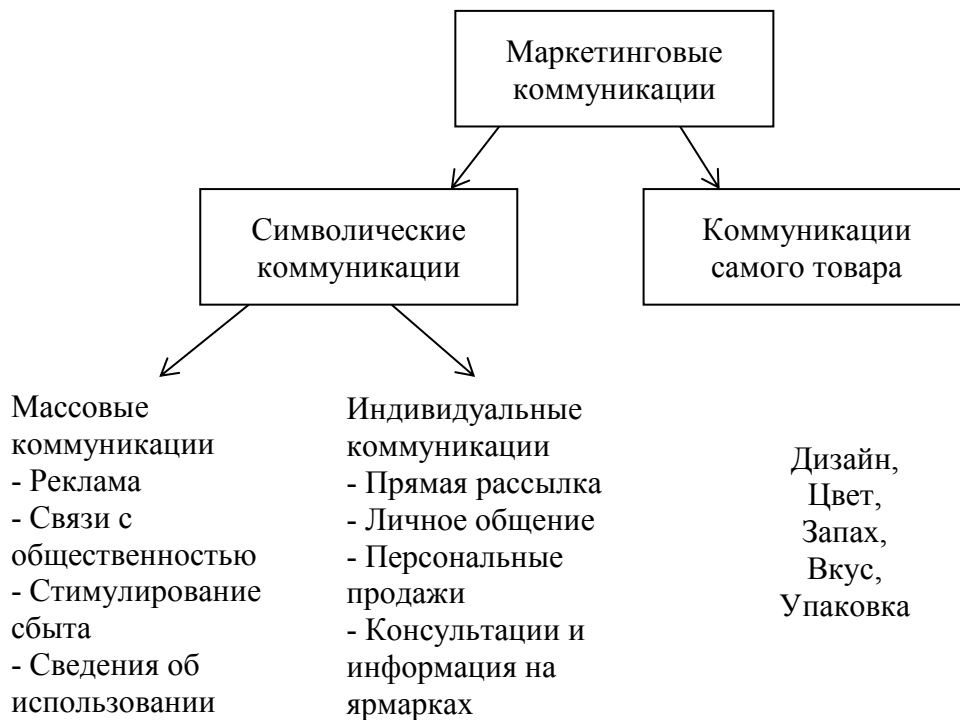 Маркетинговые
коммуникации
Символические
коммуникации
Коммуникации
самого товара
Массовые
коммуникации
- Реклама
- Связи с
общественностью
- Стимулирование
сбыта
- Сведения об
использовании
Индивидуальные
коммуникации
- Прямая рассылка
- Личное общение
- Персональные
продажи
- Консультации и
информация на
ярмарках
Дизайн,
Цвет,
Запах,
Вкус,
Упаковка